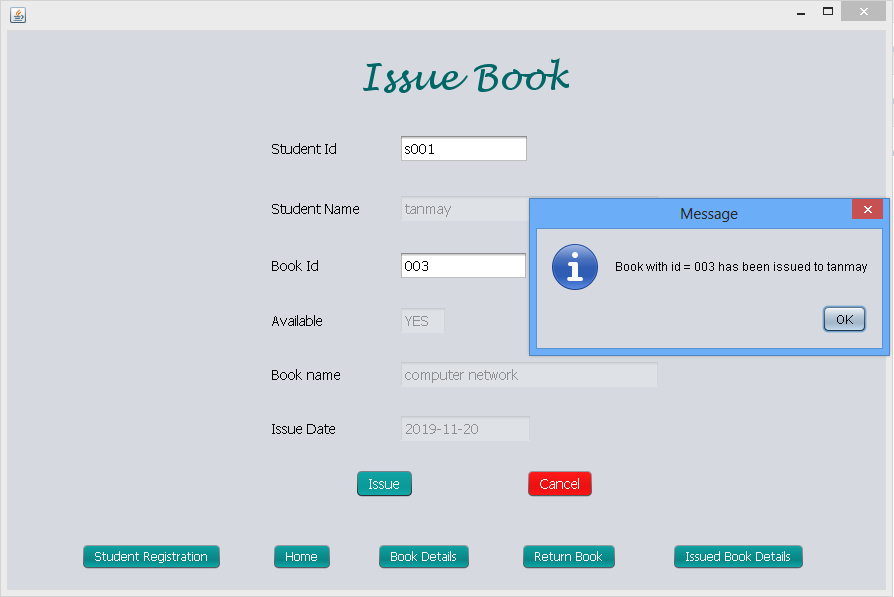 Issue Book
Student Id s001
Student Name tanmay
Message
Book with id = 003 has been issued to tanmay
OK
Book Id 003
Available YES
Book name computer network
Issue Date 2019-11-20
Issue Cancel
Student Registration Home Book Details Return Book Issued Book Details